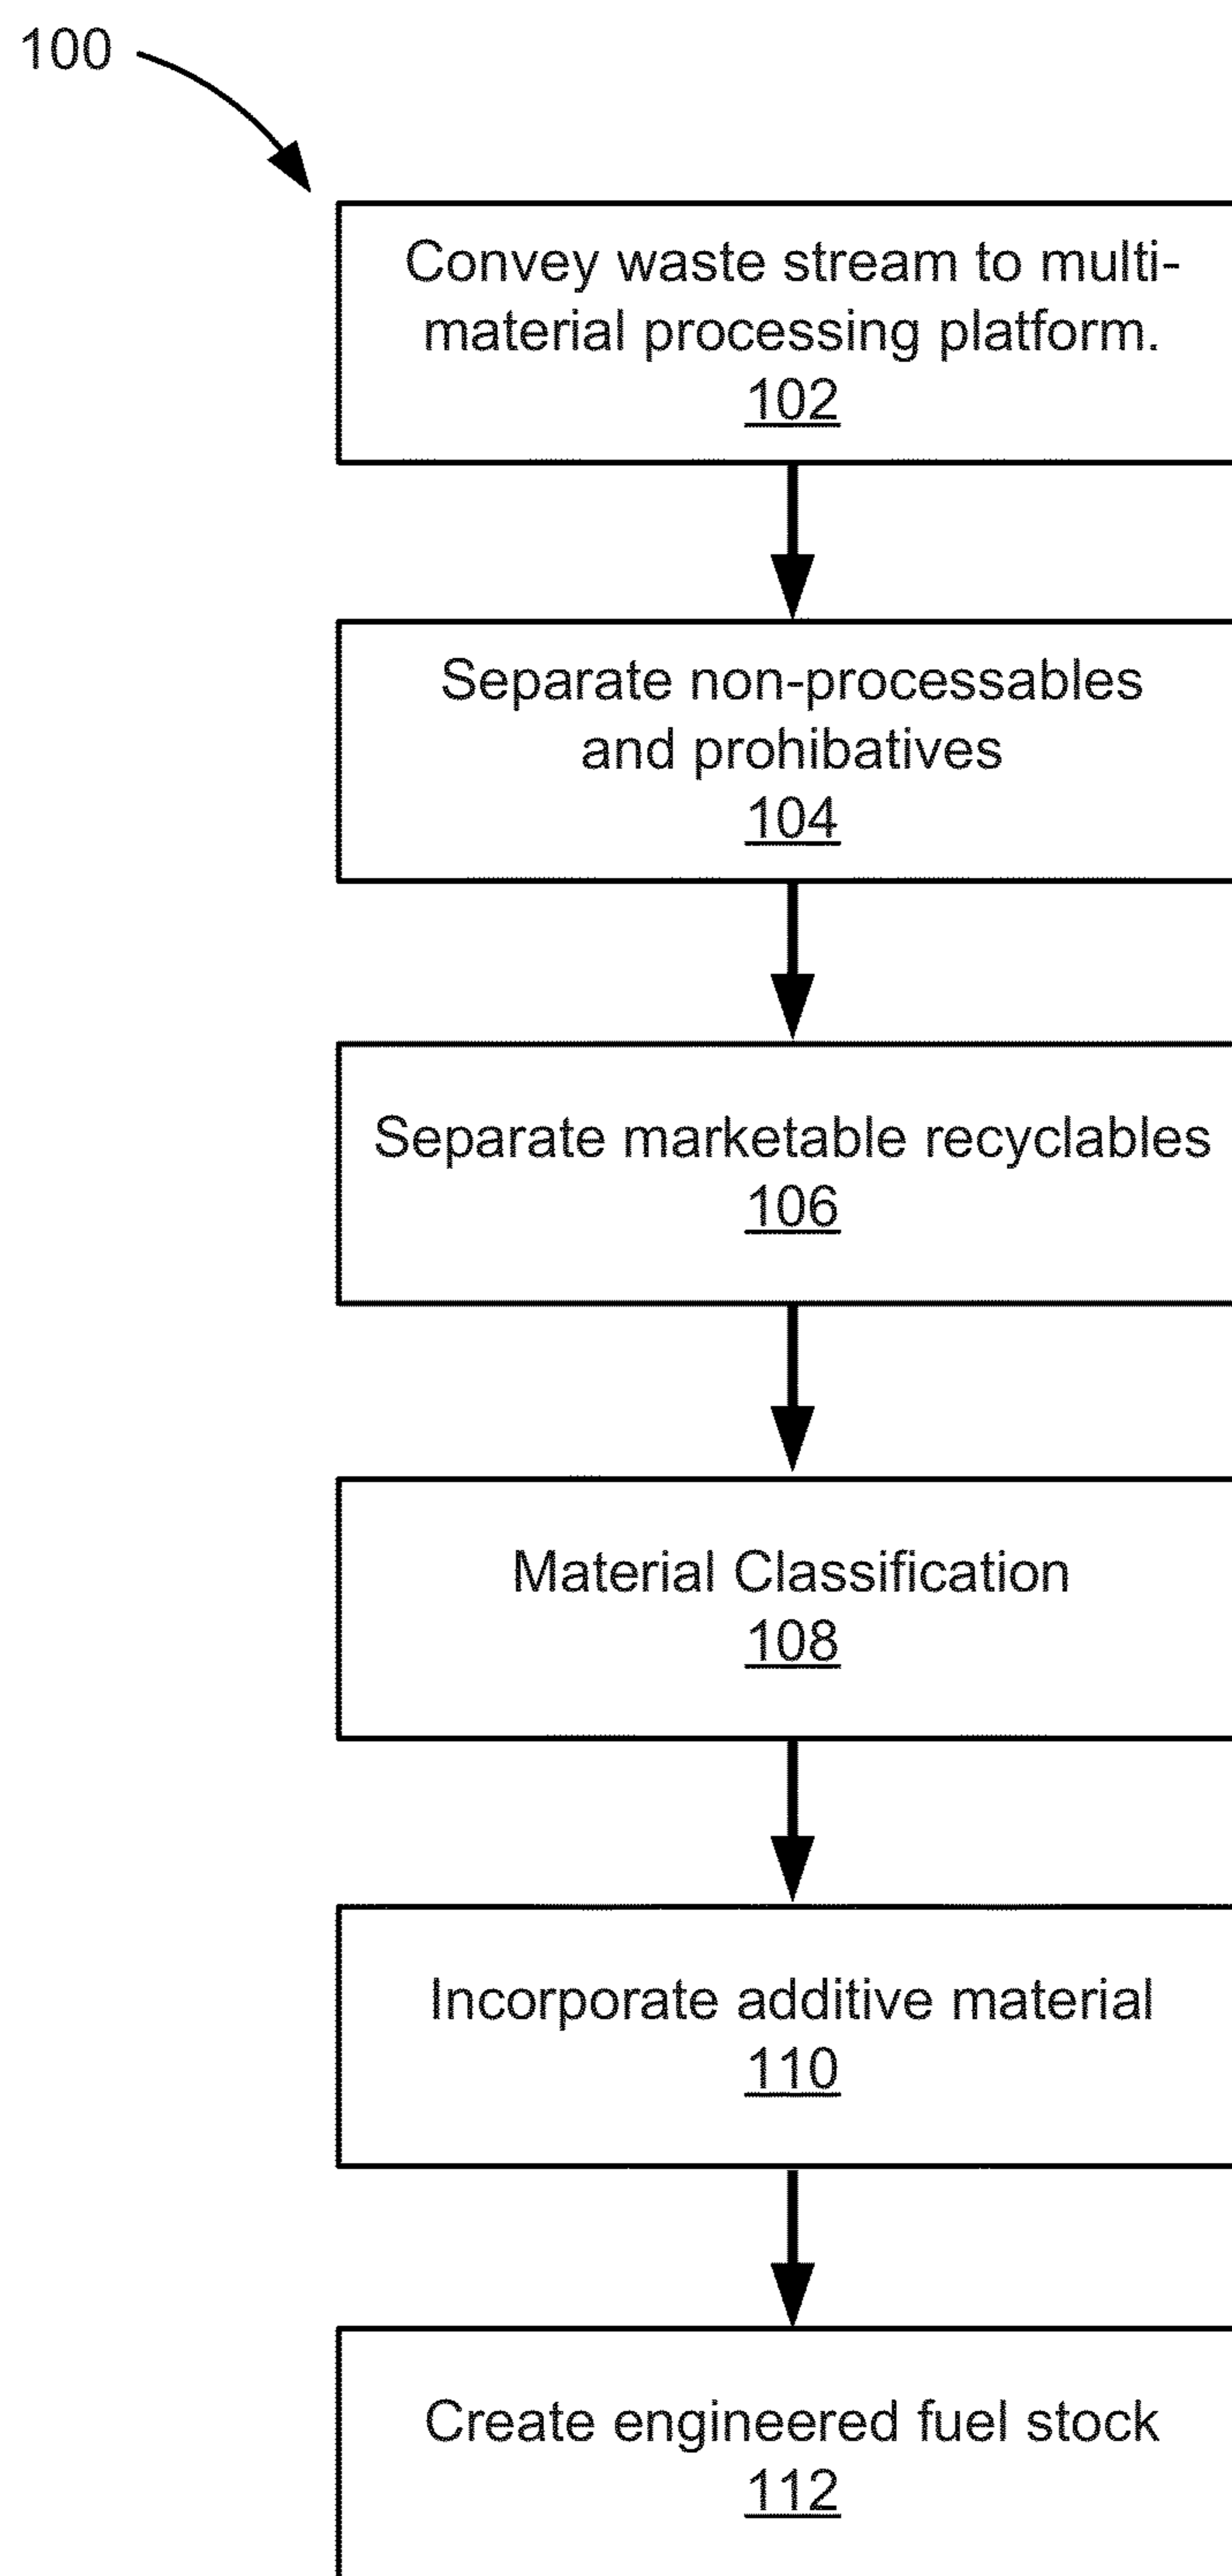 100
Convey waste stream to multi-
material processing platform.
102
Separate non-processables
and prohibatives
104
Separate marketable recyclables
106
Material Classification
108
Incorporate additive material
110
Create engineered fuel stock
112